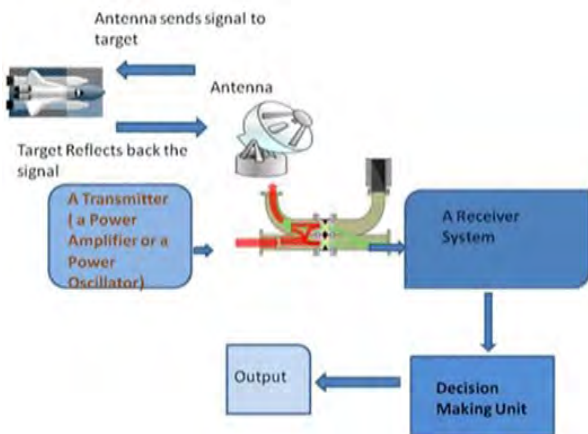 Antenna sends signal to
target
Antenna
Target Reflects back the
signal
A Transmitter
( a Power
Amplifier or a
Power
Oscillator)
A Receiver
System
Output
Decision
Making Unit